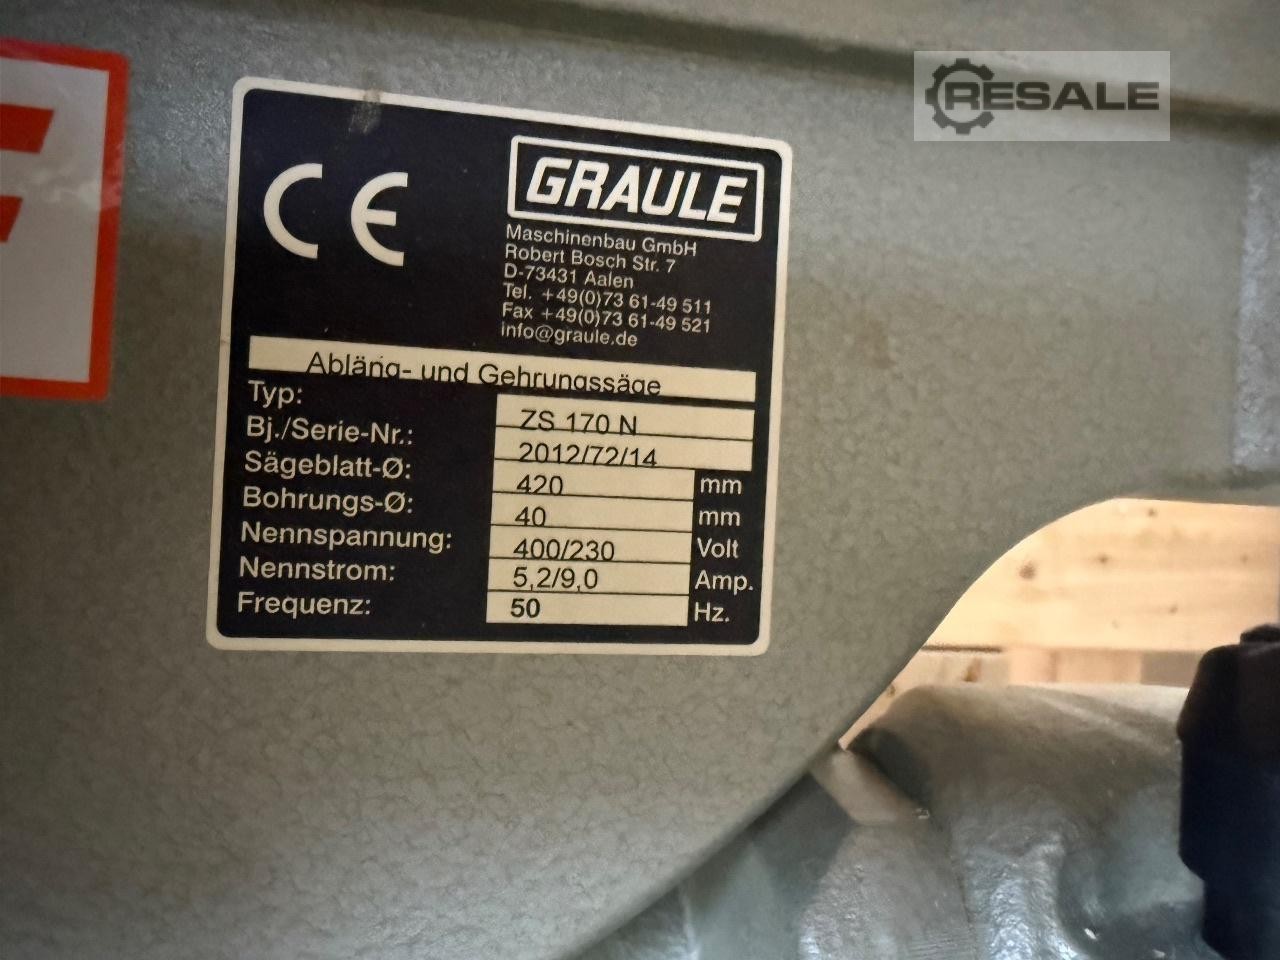 RESALE
CE
GRAULE
Maschinenbau GmbH
Robert Bosch Str. 7
D-73431 Aalen
Tel. +49(0)73 61-49 511
Fax +49(0)73 61-49 521
info@graule.de
Abläng- und Gehrungssäge
Typ: ZS 170 N
Bj./Serie-Nr.: 2012/72/14
Sägeblatt-Ø: 420 mm
Bohrungs-Ø: 40 mm
Nennspannung: 400/230 Volt
Nennstrom: 5,2/9,0 Amp.
Frequenz: 50 Hz.